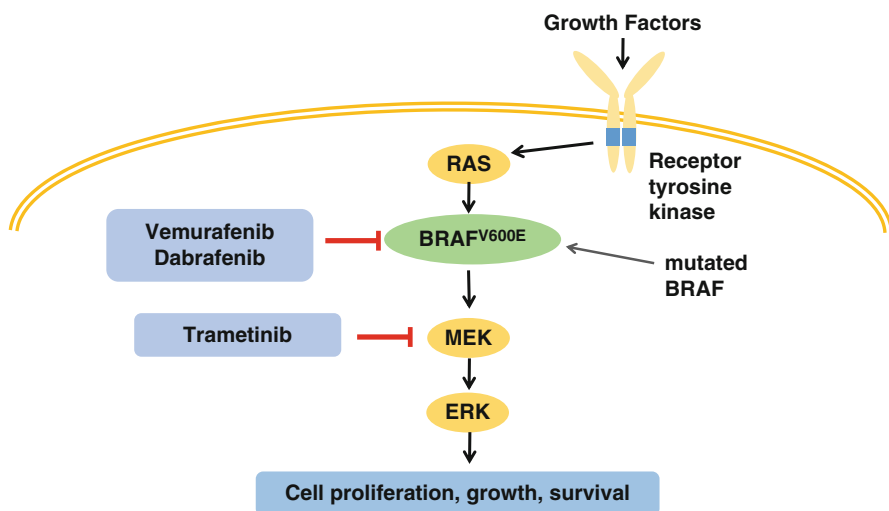 Growth Factors
RAS
Receptor
tyrosine
kinase
Vemurafenib
Dabrafenib
BRAFV600E
mutated
BRAF
Trametinib
MEK
ERK
Cell proliferation, growth, survival